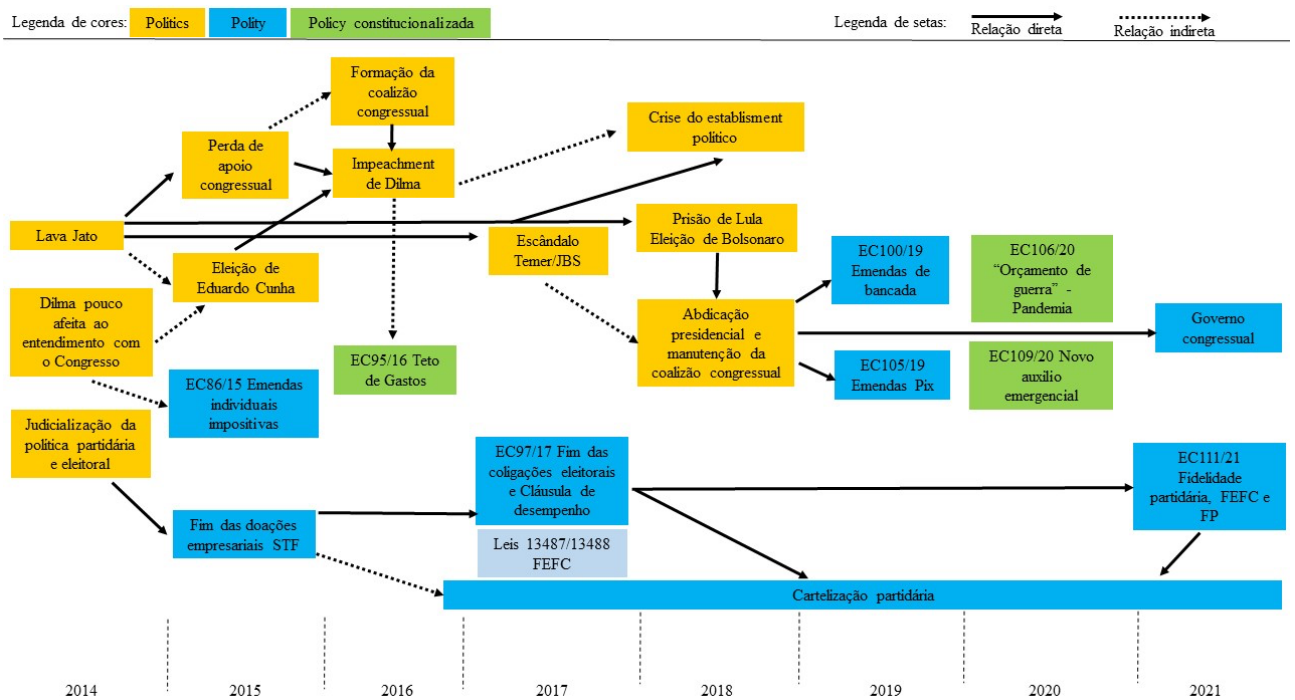 Legenda de cores:
Politics
Polity
Policy constitucionalizada
Legenda de setas:
Relação direta
Relação indireta
Formação da
coalizão
congressual
Perda de
apoio
congressual
Impeachment
de Dilma
Crise do establisment
político
Lava Jato
Eleição de
Eduardo Cunha
Escândalo
Temer/JBS
Prisão de Lula
Eleição de Bolsonaro
Dilma pouco
afeita ao
entendimento com
o Congresso
EC86/15 Emendas
individuais
impositivas
EC95/16 Teto
de Gastos
Abdicação
presidencial e
manutenção da
coalizão congressual
EC100/19
Emendas de
bancada
EC105/19
Emendas Pix
EC106/20
“Orçamento de
guerra” -
Pandemia
EC109/20 Novo
auxilio
emergencial
Governo
congressual
Judicialização da
política partidária
e eleitoral
Fim das doações
empresariais STF
EC97/17 Fim das
coligações eleitorais
e Cláusula de
desempenho
Leis 13487/13488
FEFC
EC111/21
Fidelidade
partidária, FEFC e
FP
Cartelização partidária
2014
2015
2016
2017
2018
2019
2020
2021